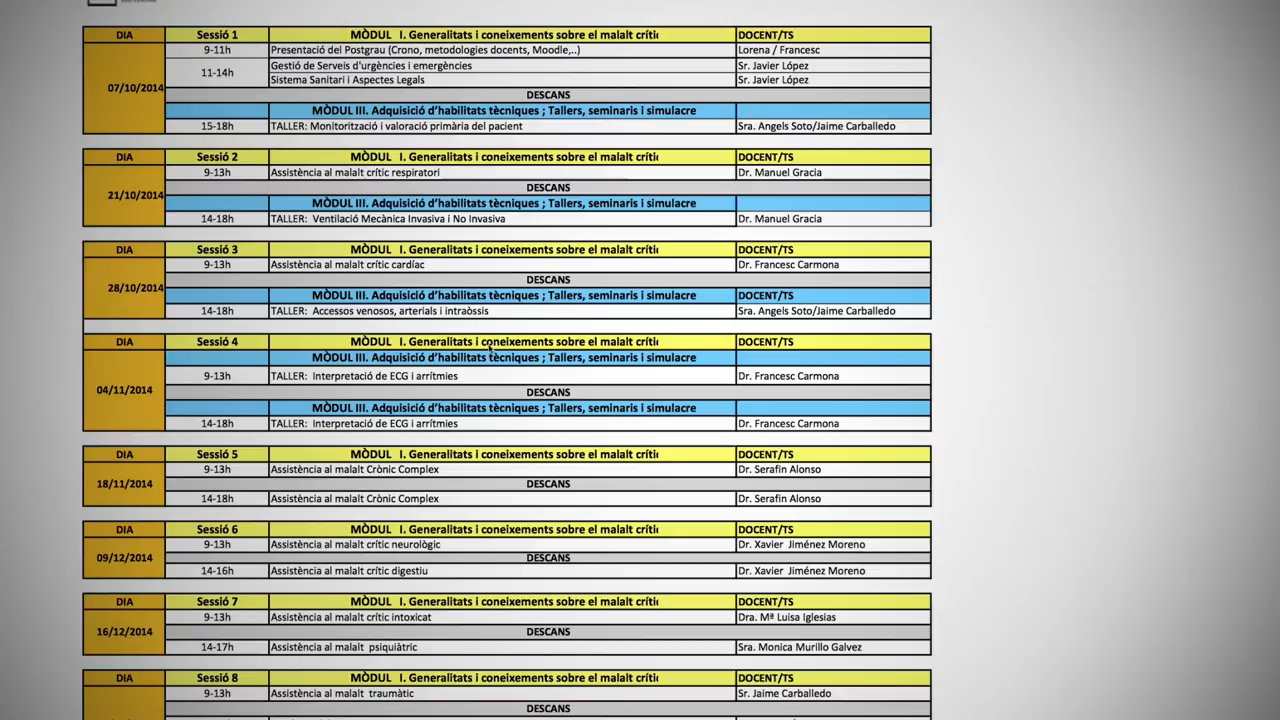 DIA Sessió 1 MÒDUL I. Generalitats i coneixements sobre el malalt crític DOCENT/TS
9-11h Presentació del Postgrau (Crono, metodologies docents, Moodle,..) Lorena / Francesc
07/10/2014 11-14h Gestió de Serveis d'urgències i emergències Sr. Javier López
Sistema Sanitari i Aspectes Legals Sr. Javier López
DESCANS
MÒDUL III. Adquisició d'habilitats tècniques ; Tallers, seminaris i simulacre
15-18h TALLER: Monitorització i valoració primària del pacient Sra. Angels Soto/Jaime Carballedo
DIA Sessió 2 MÒDUL I. Generalitats i coneixements sobre el malalt crític DOCENT/TS
9-13h Assistència al malalt crític respiratori Dr. Manuel Gracia
21/10/2014 DESCANS
MÒDUL III. Adquisició d'habilitats tècniques ; Tallers, seminaris i simulacre
14-18h TALLER: Ventilació Mecànica Invasiva i No Invasiva Dr. Manuel Gracia
DIA Sessió 3 MÒDUL I. Generalitats i coneixements sobre el malalt crític DOCENT/TS
9-13h Assistència al malalt crític cardíac Dr. Francesc Carmona
28/10/2014 DESCANS
MÒDUL III. Adquisició d'habilitats tècniques ; Tallers, seminaris i simulacre DOCENT/TS
14-18h TALLER: Accessos venosos, arterials i intraòssis Sra. Angels Soto/Jaime Carballedo
DIA Sessió 4 MÒDUL I. Generalitats i coneixements sobre el malalt crític DOCENT/TS
MÒDUL III. Adquisició d'habilitats tècniques ; Tallers, seminaris i simulacre
9-13h TALLER: Interpretació de ECG i arrítmies Dr. Francesc Carmona
04/11/2014 DESCANS
MÒDUL III. Adquisició d'habilitats tècniques ; Tallers, seminaris i simulacre
14-18h TALLER: Interpretació de ECG i arrítmies Dr. Francesc Carmona
DIA Sessió 5 MÒDUL I. Generalitats i coneixements sobre el malalt crític DOCENT/TS
9-13h Assistència al malalt Crònic Complex Dr. Serafin Alonso
18/11/2014 DESCANS
14-18h Assistència al malalt Crònic Complex Dr. Serafin Alonso
DIA Sessió 6 MÒDUL I. Generalitats i coneixements sobre el malalt crític DOCENT/TS
9-13h Assistència al malalt crític neurològic Dr. Xavier Jiménez Moreno
09/12/2014 DESCANS
14-16h Assistència al malalt crític digestiu Dr. Xavier Jiménez Moreno
DIA Sessió 7 MÒDUL I. Generalitats i coneixements sobre el malalt crític DOCENT/TS
9-13h Assistència al malalt crític intoxicat Dra. Mª Luisa Iglesias
16/12/2014 DESCANS
14-17h Assistència al malalt psiquiàtric Sra. Monica Murillo Galvez
DIA Sessió 8 MÒDUL I. Generalitats i coneixements sobre el malalt crític DOCENT/TS
9-13h Assistència al malalt traumàtic Sr. Jaime Carballedo
DESCANS